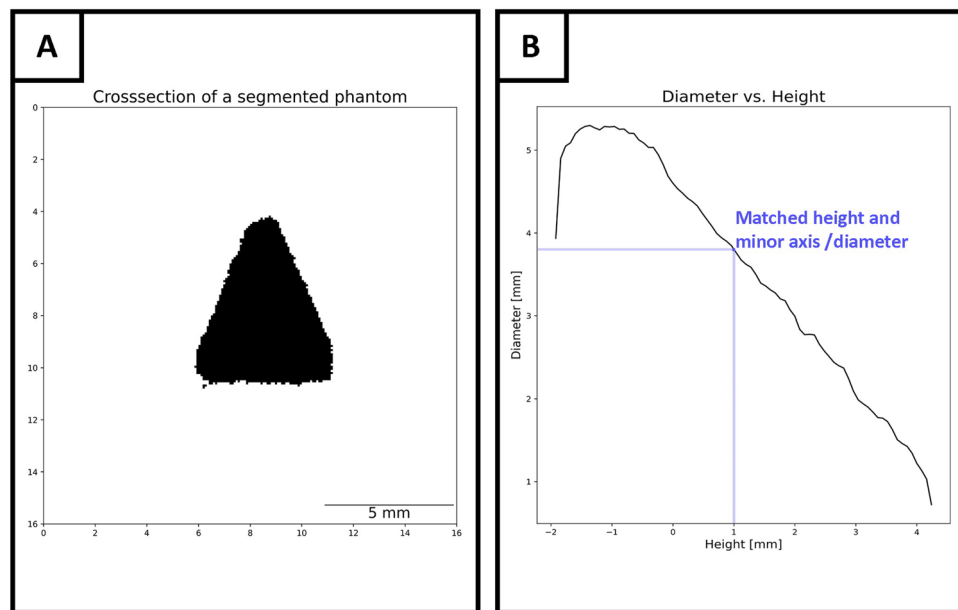 A
Crosssection of a segmented phantom
0
2
4
6
8
10
12
14
16
0 2 4 6 8 10 12 14 16
5 mm
B
Diameter vs. Height
5
4
3
2
1
Diameter [mm]
Matched height and
minor axis /diameter
−2 −1 0 1 2 3 4
Height [mm]